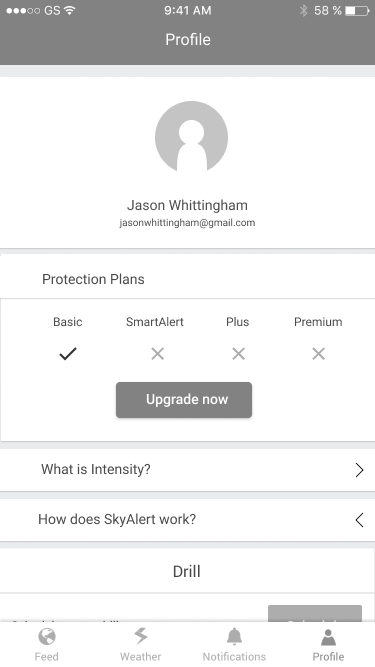 GS 9:41 AM 58 %
Profile
Jason Whittingham
jasonwhittingham@gmail.com
Protection Plans
Basic SmartAlert Plus Premium
Upgrade now
What is Intensity?
How does SkyAlert work?
Drill
Feed Weather Notifications Profile